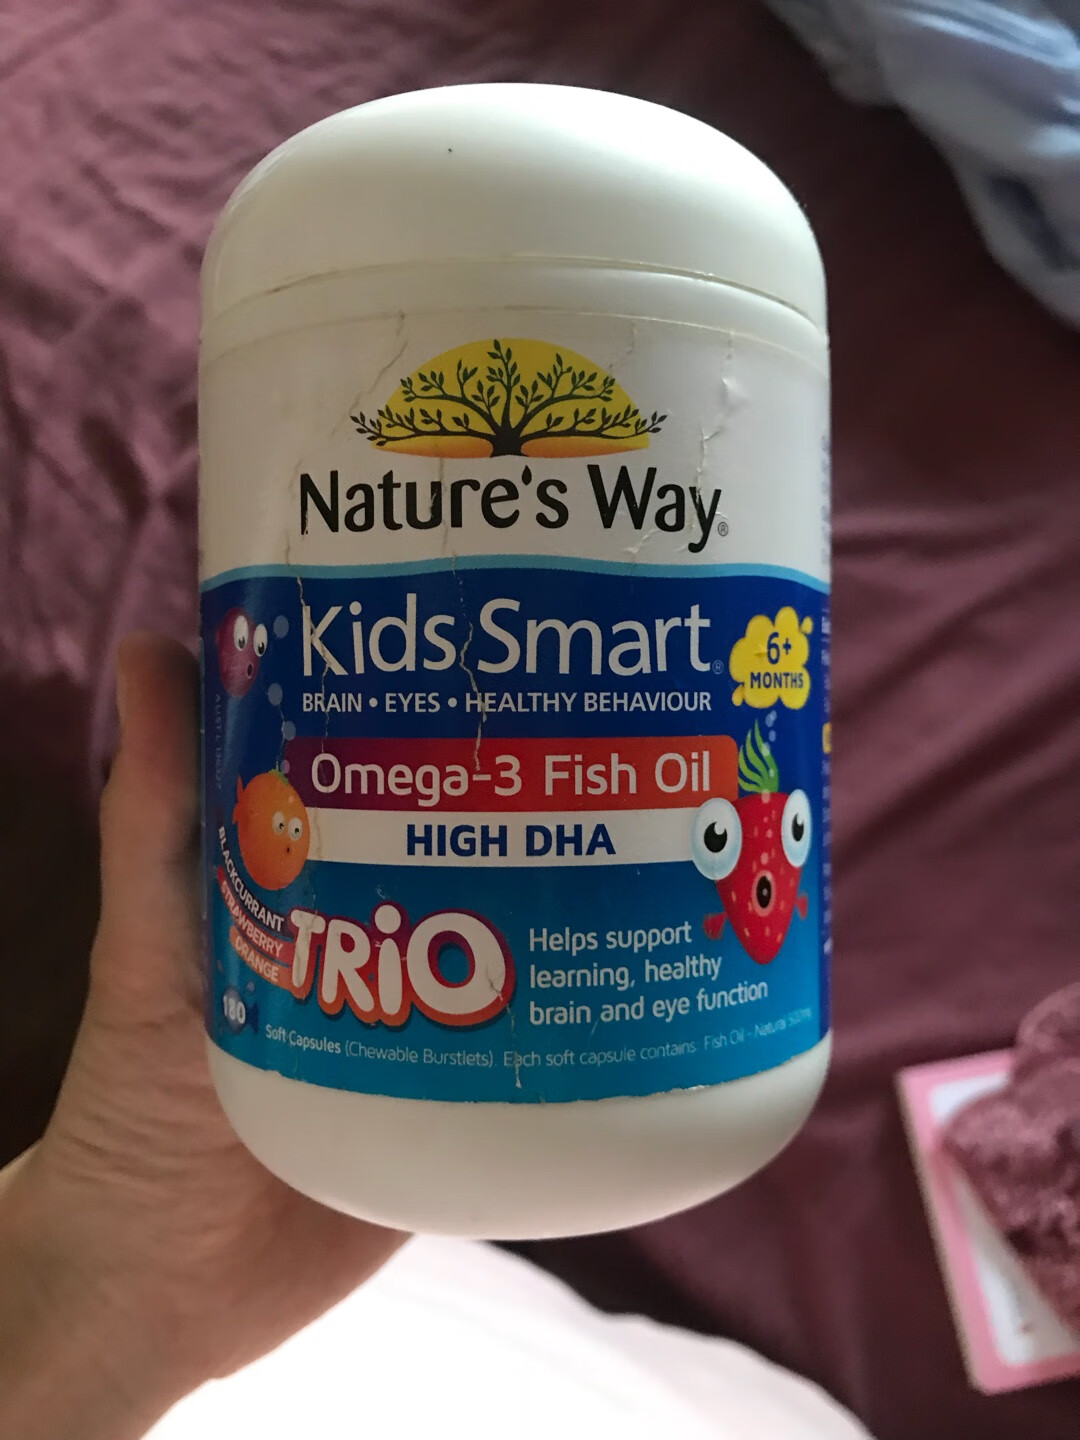 Nature's Way®
Kids Smart®
6+
MONTHS
BRAIN • EYES • HEALTHY BEHAVIOUR
Omega-3 Fish Oil
HIGH DHA
BLACKCURRANT
STRAWBERRY
ORANGE
TRiO
Helps support
learning, healthy
brain and eye function
180
Soft Capsules (Chewable Burstlets). Each soft capsule contains: Fish Oil - Natural 500mg